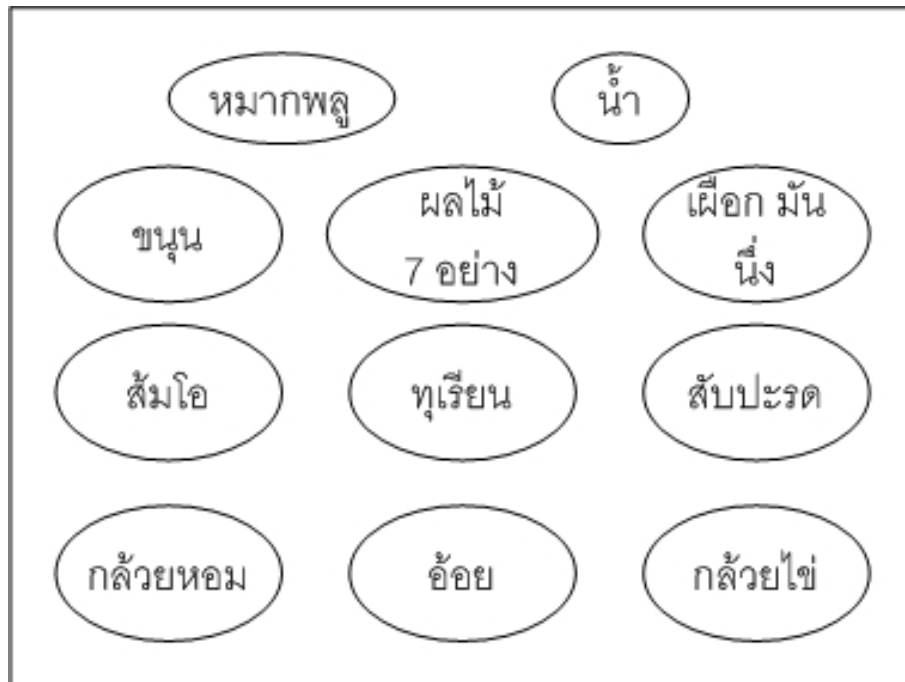 หมากพลู น้ำ
ขนุน ผลไม้ 7 อย่าง เผือก มัน นึ่ง
ส้มโอ ทุเรียน สับปะรด
กล้วยหอม อ้อย กล้วยไข่